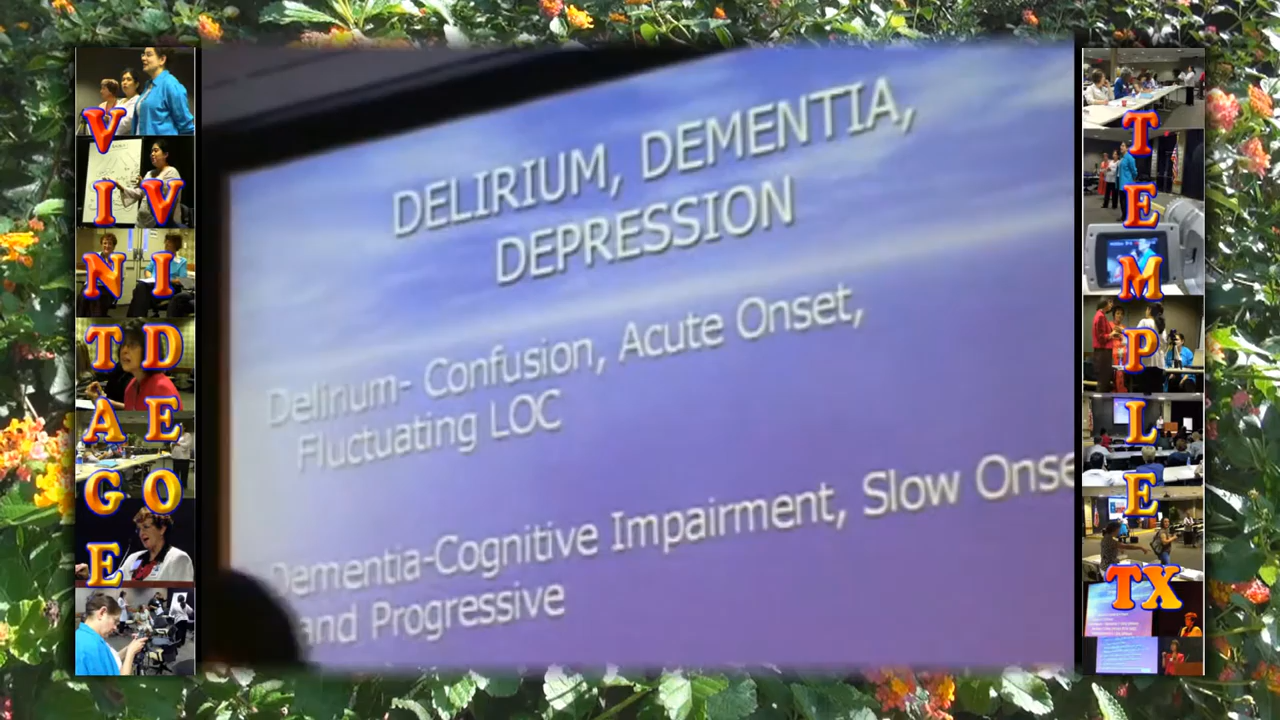 VINTAGE
VIDEO
DELIRIUM, DEMENTIA,
DEPRESSION
Delirium- Confusion, Acute Onset,
Fluctuating LOC
Dementia-Cognitive Impairment, Slow Onse
and Progressive
TEMPLE
TX